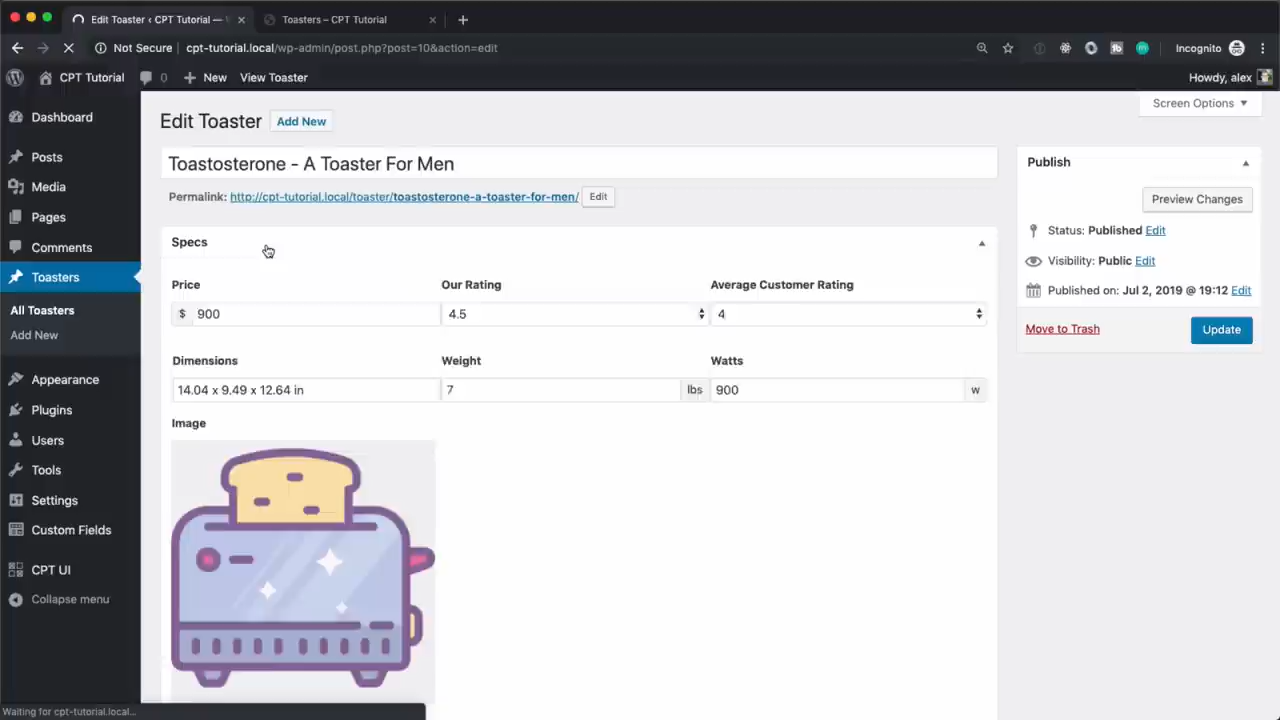 Edit Toaster ‹ CPT Tutorial —
Toasters – CPT Tutorial
Not Secure
cpt-tutorial.local/wp-admin/post.php?post=10&action=edit
Incognito
CPT Tutorial
0
New
View Toaster
Howdy, alex
Dashboard
Posts
Media
Pages
Comments
Toasters
All Toasters
Add New
Appearance
Plugins
Users
Tools
Settings
Custom Fields
CPT UI
Collapse menu
Screen Options
Edit Toaster
Add New
Toastosterone - A Toaster For Men
Permalink: http://cpt-tutorial.local/toaster/toastosterone-a-toaster-for-men/ Edit
Specs
Price
$ 900
Our Rating
4.5
Average Customer Rating
4
Dimensions
14.04 x 9.49 x 12.64 in
Weight
7 lbs
Watts
900 w
Image
Publish
Preview Changes
Status: Published Edit
Visibility: Public Edit
Published on: Jul 2, 2019 @ 19:12 Edit
Move to Trash
Update
Waiting for cpt-tutorial.local...